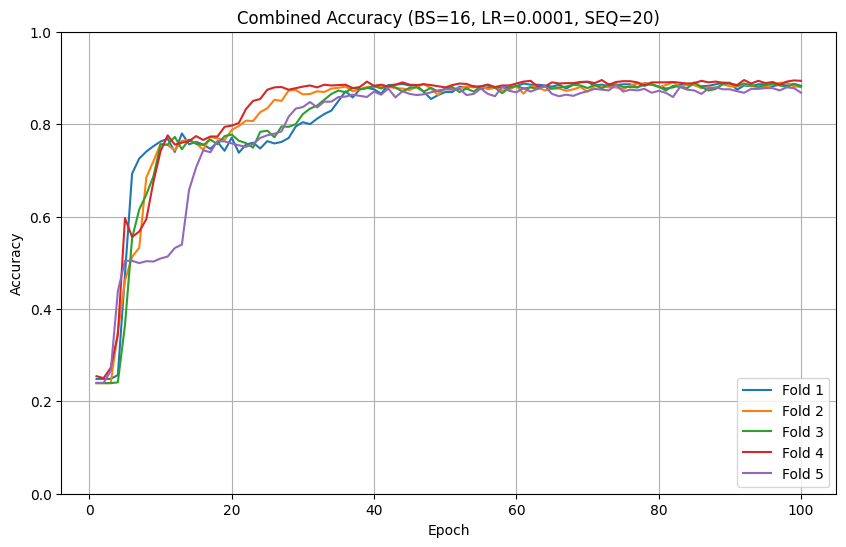 Combined Accuracy (BS=16, LR=0.0001, SEQ=20)
1.0
0.8
0.6
0.4
0.2
0.0
Accuracy
0 20 40 60 80 100
Epoch
Fold 1
Fold 2
Fold 3
Fold 4
Fold 5